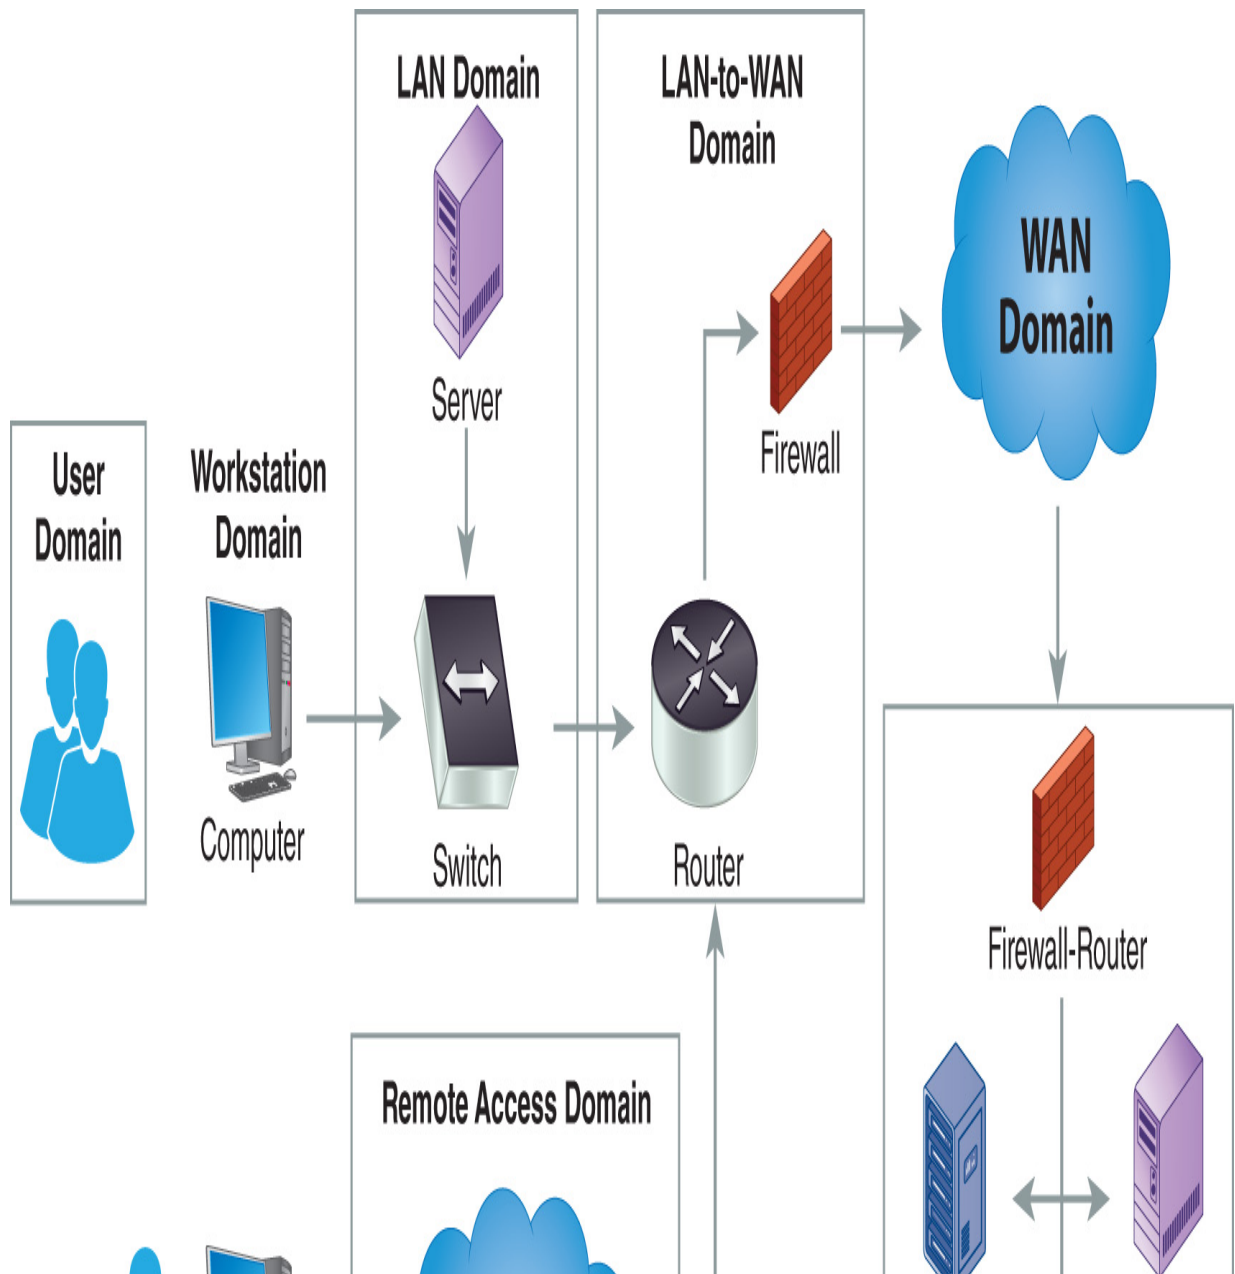 LAN Domain
Server
Switch
LAN-to-WAN
Domain
Firewall
Router
WAN
Domain
User
Domain
Workstation
Domain
Computer
Firewall-Router
Remote Access Domain